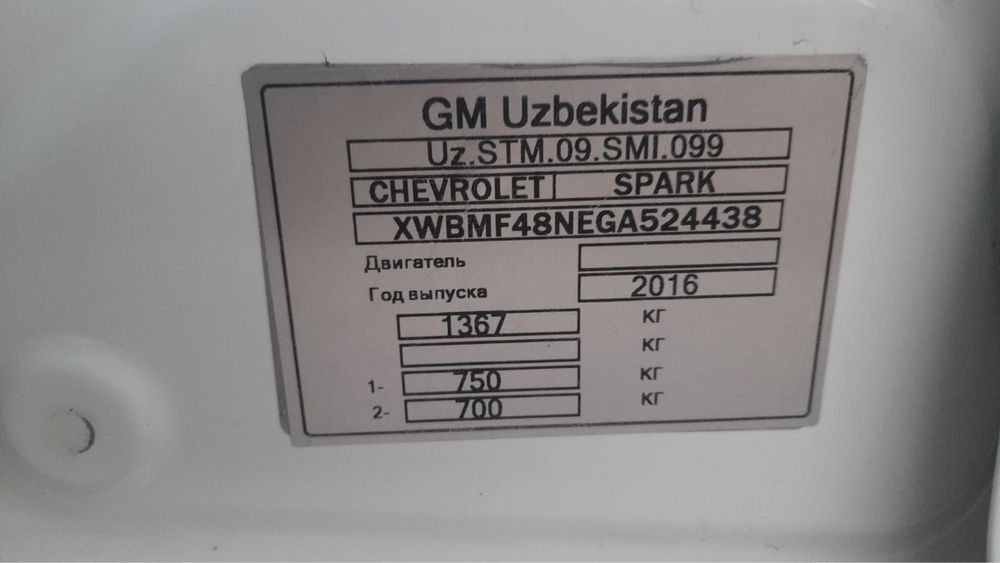 GM Uzbekistan
Uz.STM.09.SMI.099
CHEVROLET SPARK
XWBMF48NEGA524438
Двигатель
Год выпуска 2016
1367 кг
кг
1- 750 кг
2- 700 кг